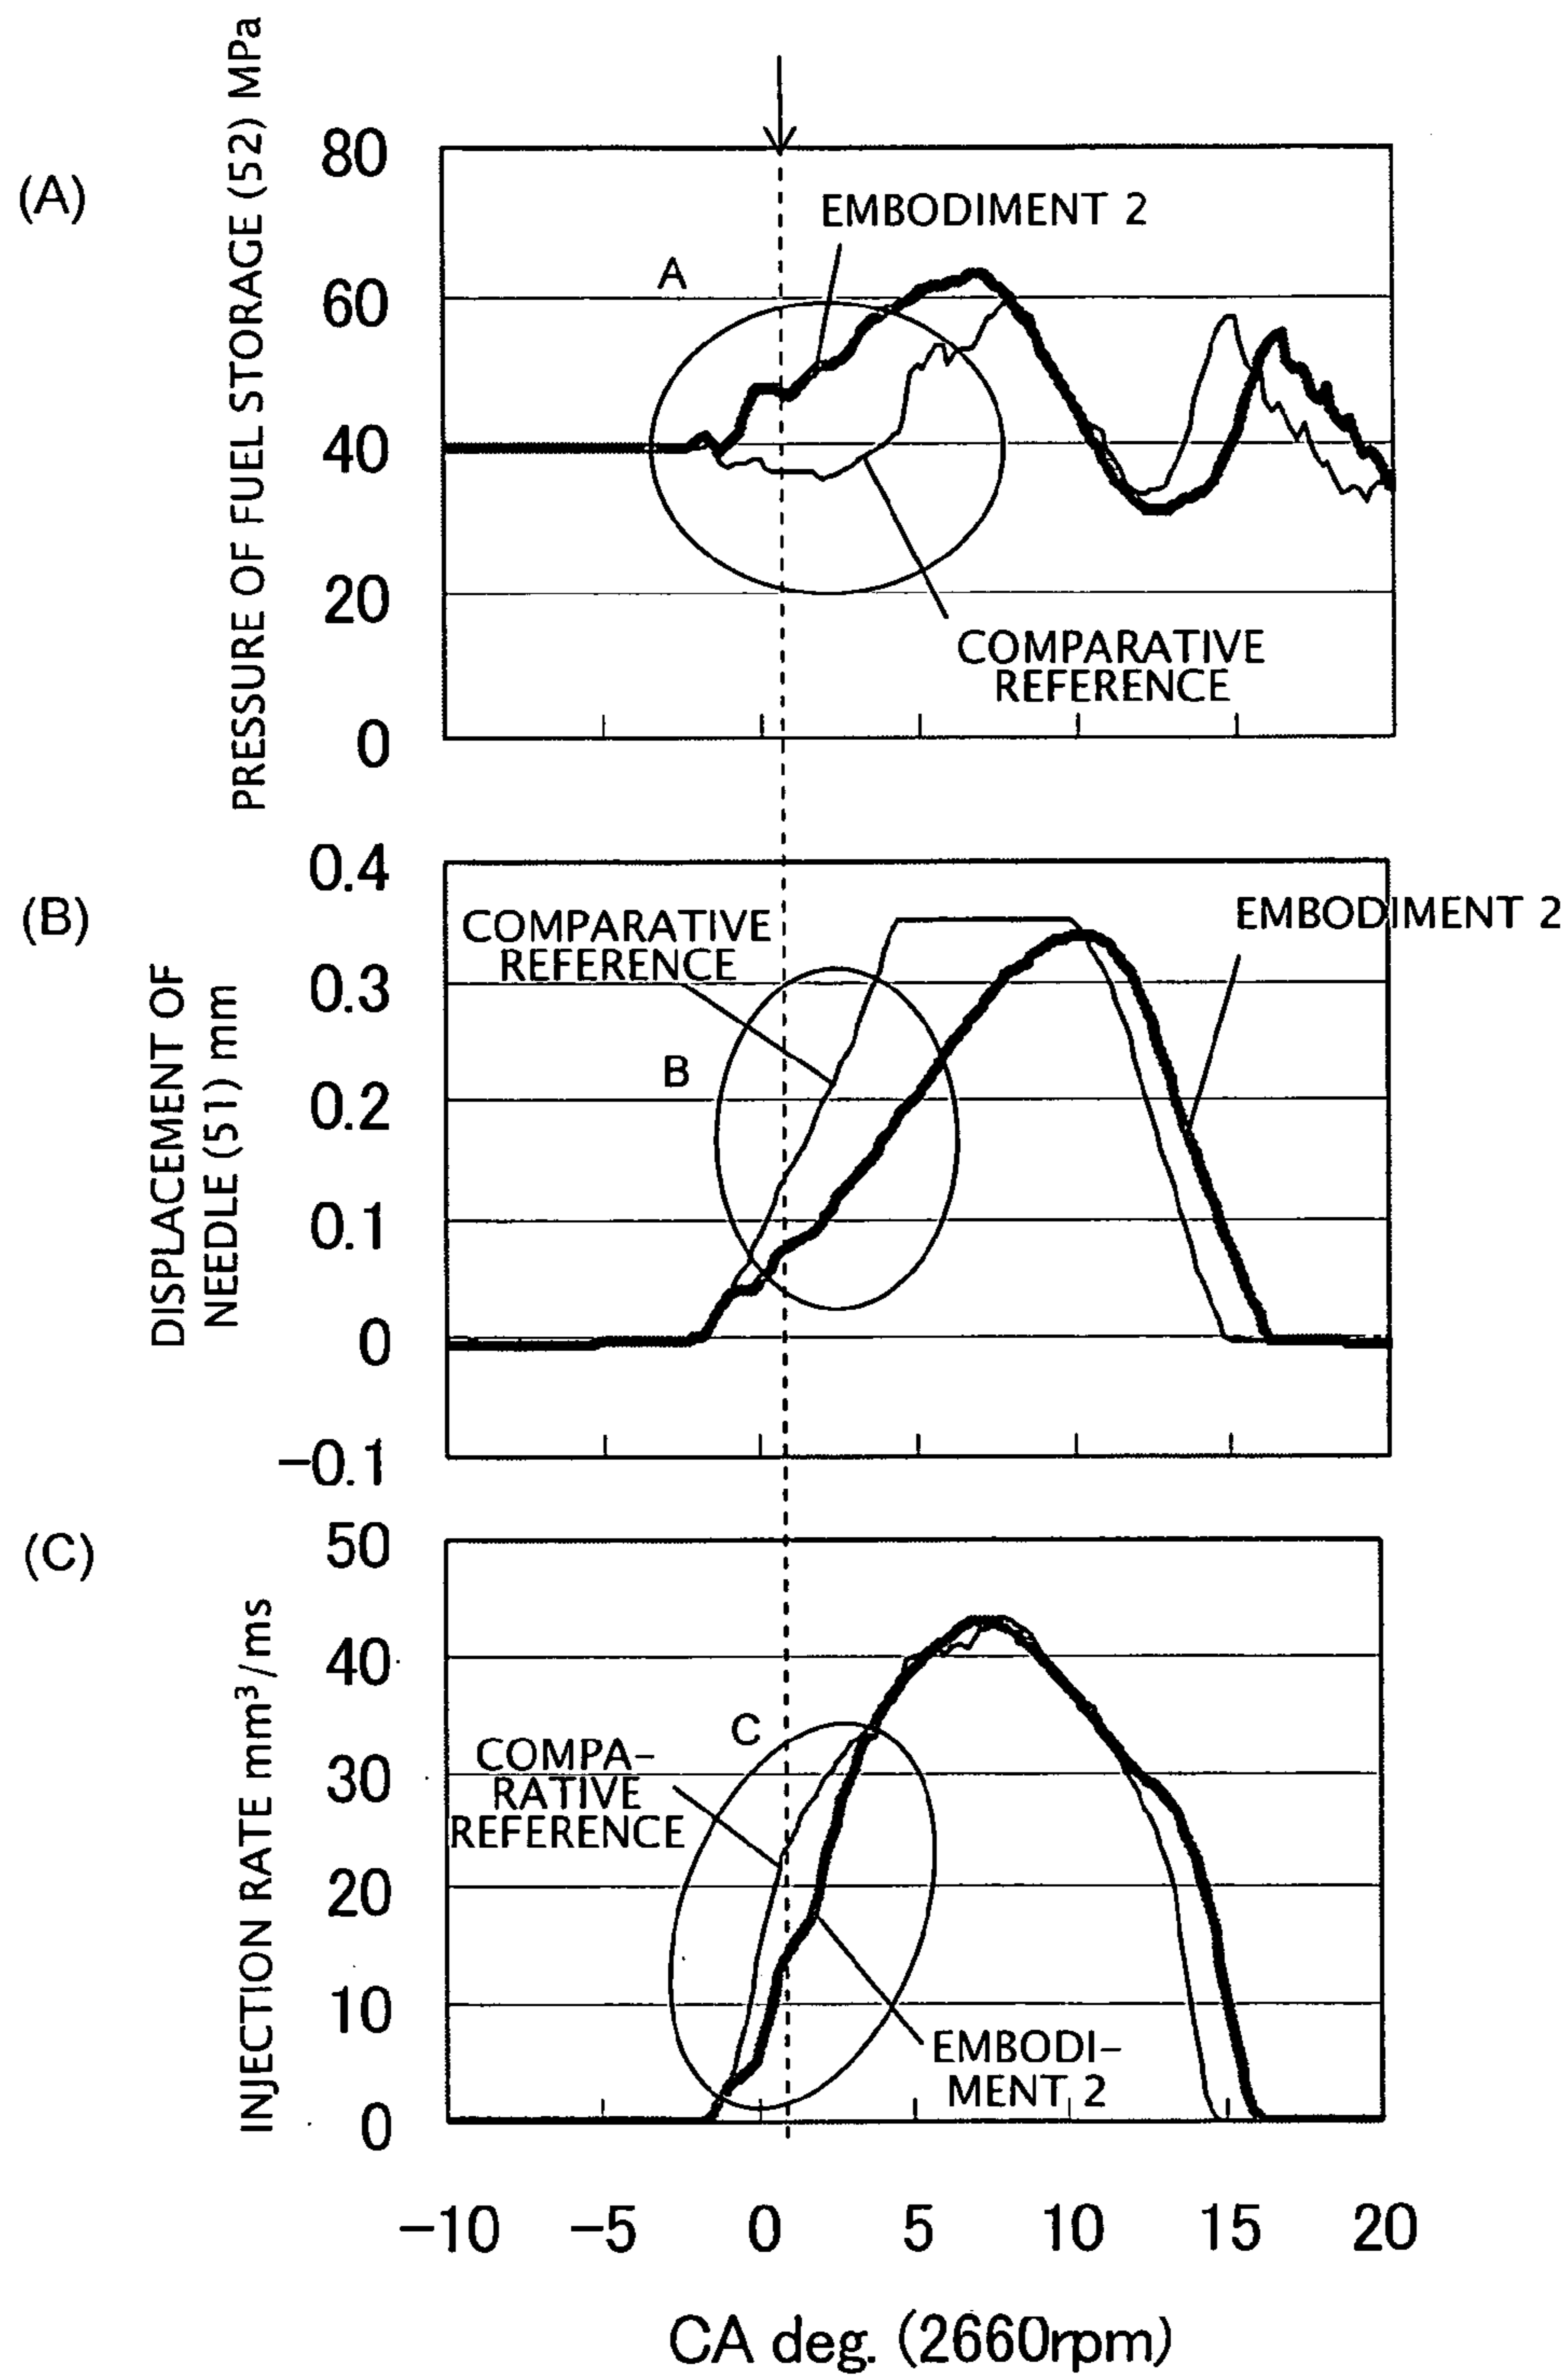 (A)
PRESSURE OF FUEL STORAGE (52) MPa
80
60
40
20
0
EMBODIMENT 2
A
COMPARATIVE
REFERENCE
(B)
DISPLACEMENT OF
NEEDLE (51) mm
0.4
0.3
0.2
0.1
0
−0.1
COMPARATIVE
REFERENCE
EMBODIMENT 2
B
(C)
INJECTION RATE mm³/ms
50
40
30
20
10
0
C
COMPA-
RATIVE
REFERENCE
EMBODI-
MENT 2
−10 −5 0 5 10 15 20
CA deg. (2660rpm)